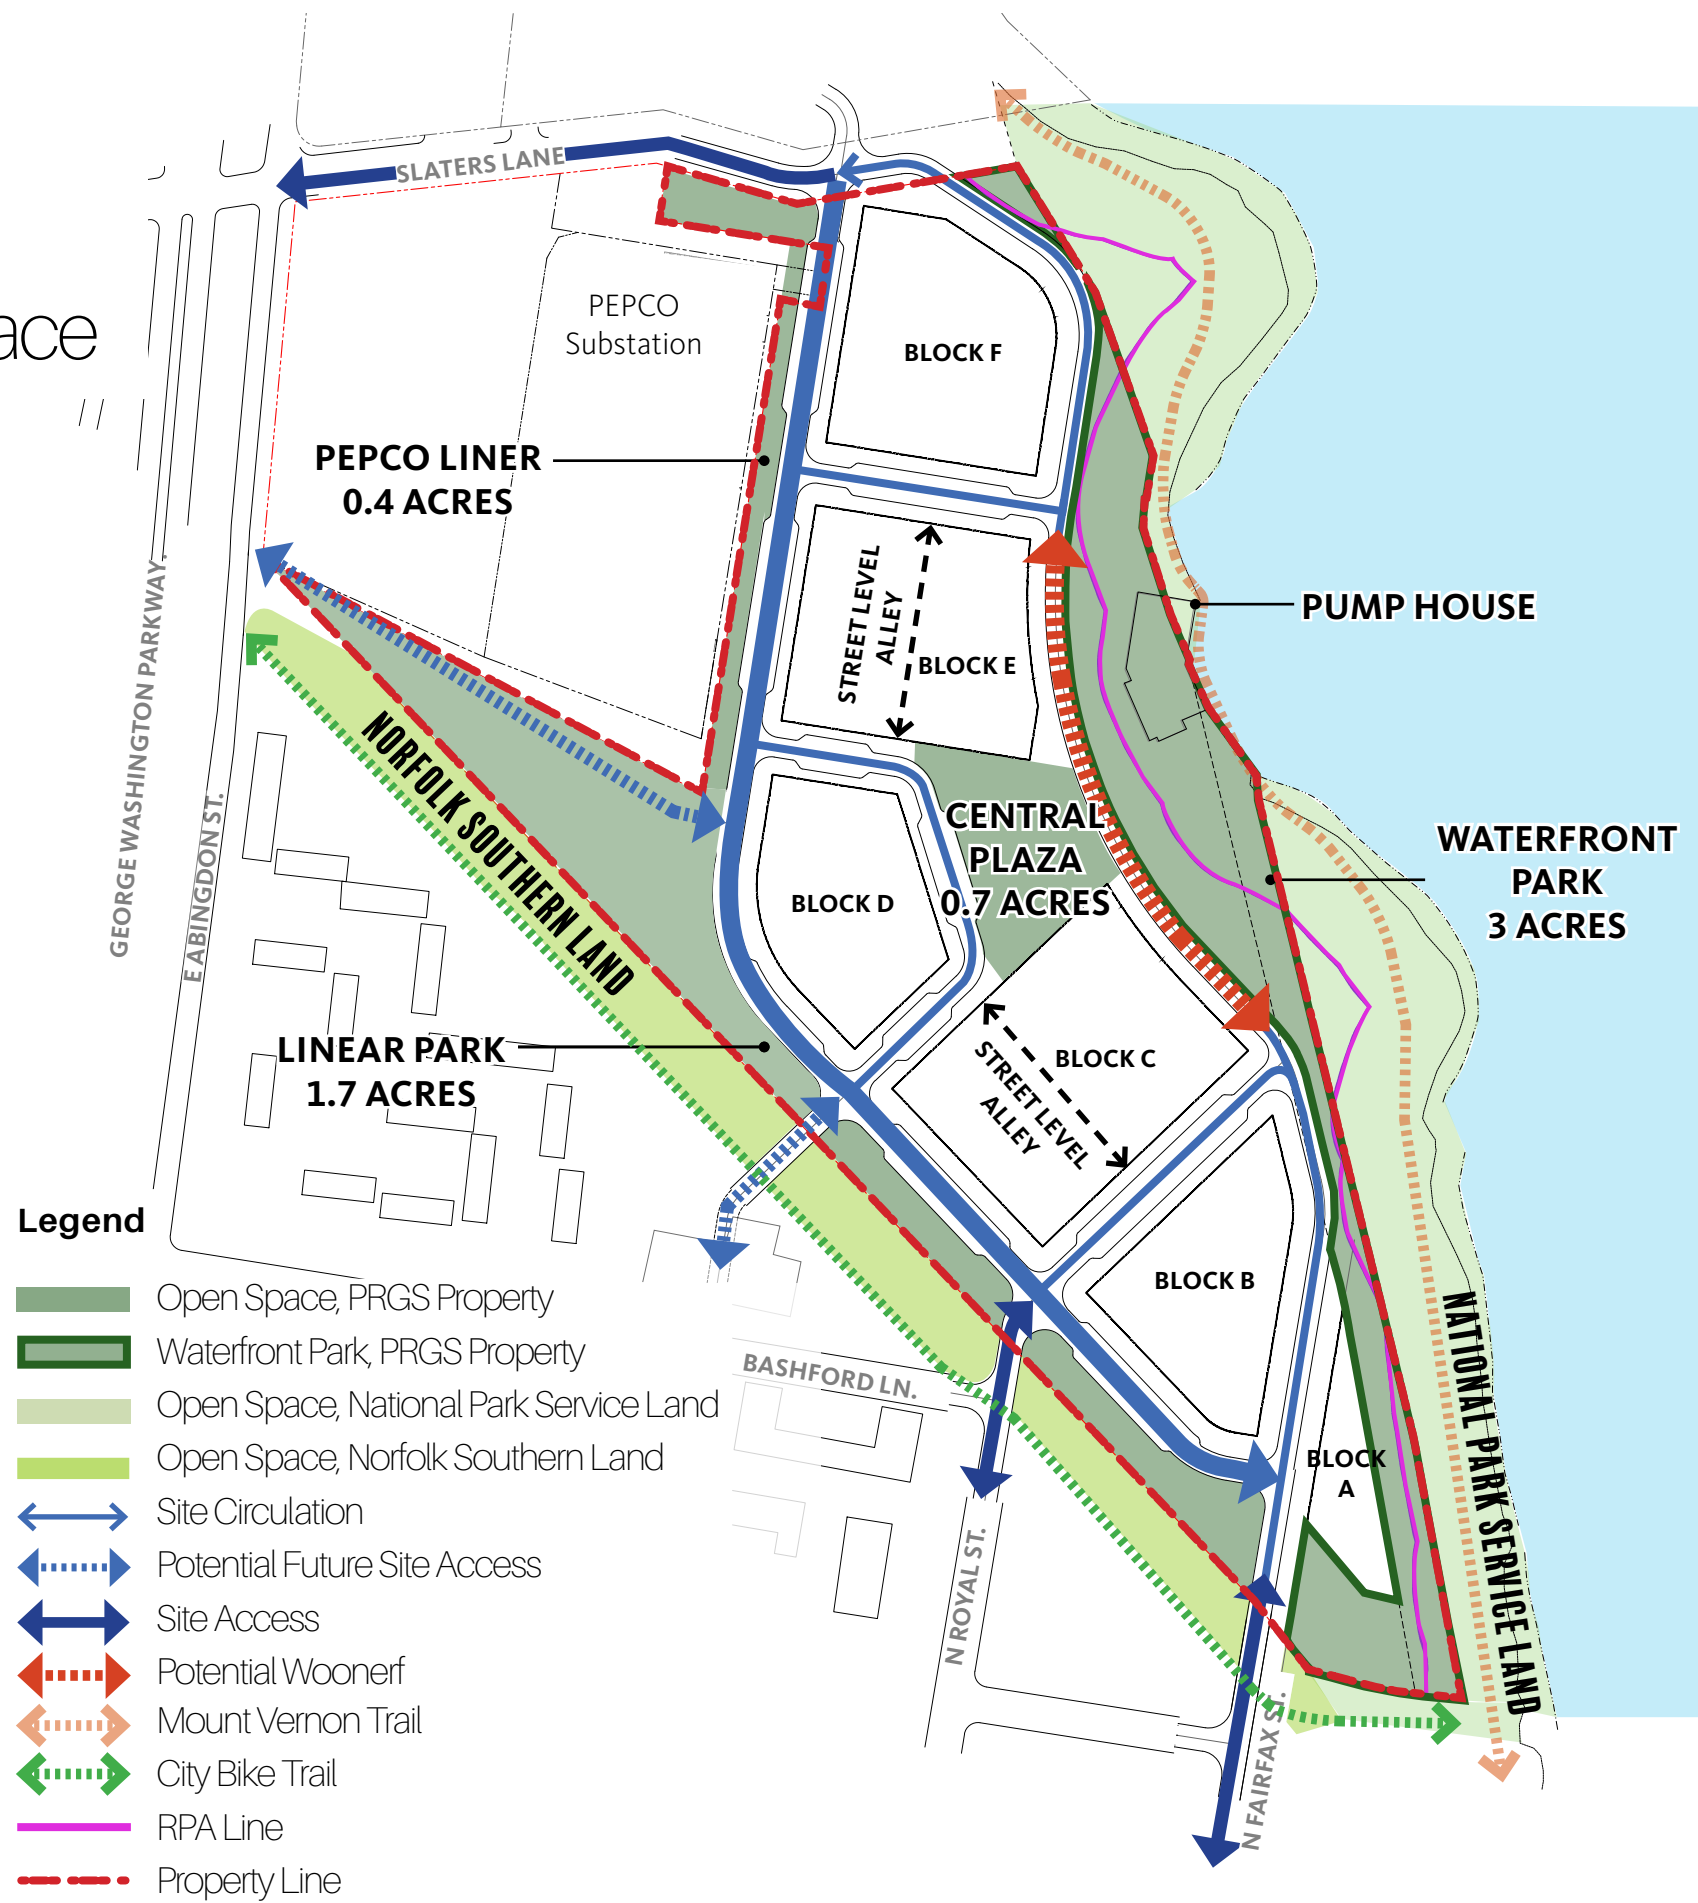 ace
SLATERS LANE
PEPCO
Substation
BLOCK F
PEPCO LINER
0.4 ACRES
STREET LEVEL
ALLEY
BLOCK E
PUMP HOUSE
GEORGE WASHINGTON PARKWAY.
E ABINGDON ST.
NORFOLK SOUTHERN LAND
CENTRAL
PLAZA
0.7 ACRES
WATERFRONT
PARK
3 ACRES
BLOCK D
LINEAR PARK
1.7 ACRES
BLOCK C
STREET LEVEL
ALLEY
BLOCK B
NATIONAL PARK SERVICE LAND
BASHFORD LN.
BLOCK
A
N ROYAL ST.
N FAIRFAX ST.
Legend
Open Space, PRGS Property
Waterfront Park, PRGS Property
Open Space, National Park Service Land
Open Space, Norfolk Southern Land
Site Circulation
Potential Future Site Access
Site Access
Potential Woonerf
Mount Vernon Trail
City Bike Trail
RPA Line
Property Line